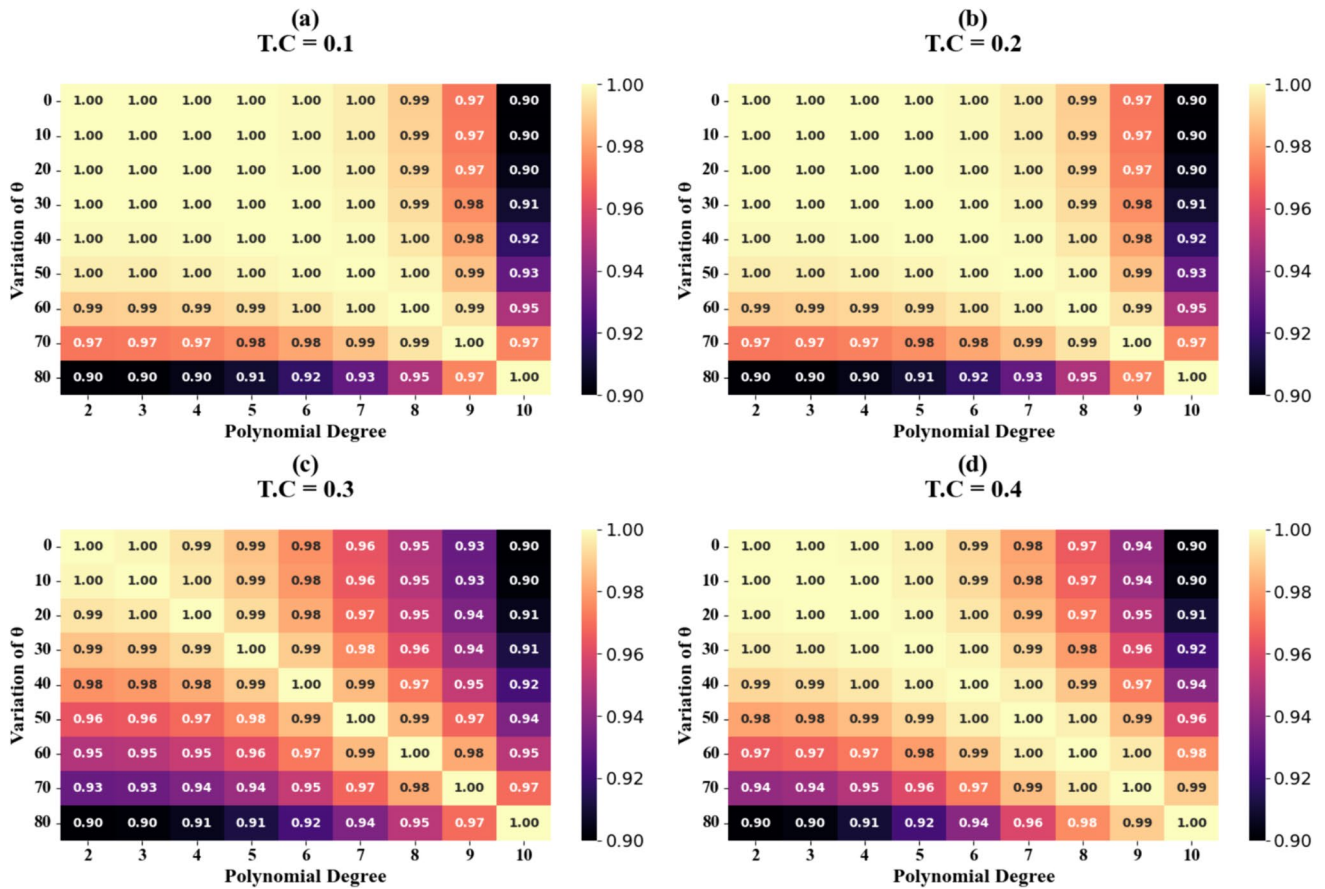 (a)
T.C = 0.1
Variation of θ
0 1.00 1.00 1.00 1.00 1.00 1.00 0.99 0.97 0.90
10 1.00 1.00 1.00 1.00 1.00 1.00 0.99 0.97 0.90
20 1.00 1.00 1.00 1.00 1.00 1.00 0.99 0.97 0.90
30 1.00 1.00 1.00 1.00 1.00 1.00 0.99 0.98 0.91
40 1.00 1.00 1.00 1.00 1.00 1.00 1.00 0.98 0.92
50 1.00 1.00 1.00 1.00 1.00 1.00 1.00 0.99 0.93
60 0.99 0.99 0.99 0.99 1.00 1.00 1.00 0.99 0.95
70 0.97 0.97 0.97 0.98 0.98 0.99 0.99 1.00 0.97
80 0.90 0.90 0.90 0.91 0.92 0.93 0.95 0.97 1.00
2 3 4 5 6 7 8 9 10
Polynomial Degree
1.00
0.98
0.96
0.94
0.92
0.90
(b)
T.C = 0.2
Variation of θ
0 1.00 1.00 1.00 1.00 1.00 1.00 0.99 0.97 0.90
10 1.00 1.00 1.00 1.00 1.00 1.00 0.99 0.97 0.90
20 1.00 1.00 1.00 1.00 1.00 1.00 0.99 0.97 0.90
30 1.00 1.00 1.00 1.00 1.00 1.00 0.99 0.98 0.91
40 1.00 1.00 1.00 1.00 1.00 1.00 1.00 0.98 0.92
50 1.00 1.00 1.00 1.00 1.00 1.00 1.00 0.99 0.93
60 0.99 0.99 0.99 0.99 1.00 1.00 1.00 0.99 0.95
70 0.97 0.97 0.97 0.98 0.98 0.99 0.99 1.00 0.97
80 0.90 0.90 0.90 0.91 0.92 0.93 0.95 0.97 1.00
2 3 4 5 6 7 8 9 10
Polynomial Degree
1.00
0.98
0.96
0.94
0.92
0.90
(c)
T.C = 0.3
Variation of θ
0 1.00 1.00 0.99 0.99 0.98 0.96 0.95 0.93 0.90
10 1.00 1.00 1.00 0.99 0.98 0.96 0.95 0.93 0.90
20 0.99 1.00 1.00 0.99 0.98 0.97 0.95 0.94 0.91
30 0.99 0.99 0.99 1.00 0.99 0.98 0.96 0.94 0.91
40 0.98 0.98 0.98 0.99 1.00 0.99 0.97 0.95 0.92
50 0.96 0.96 0.97 0.98 0.99 1.00 0.99 0.97 0.94
60 0.95 0.95 0.95 0.96 0.97 0.99 1.00 0.98 0.95
70 0.93 0.93 0.94 0.94 0.95 0.97 0.98 1.00 0.97
80 0.90 0.90 0.91 0.91 0.92 0.94 0.95 0.97 1.00
2 3 4 5 6 7 8 9 10
Polynomial Degree
1.00
0.98
0.96
0.94
0.92
0.90
(d)
T.C = 0.4
Variation of θ
0 1.00 1.00 1.00 1.00 0.99 0.98 0.97 0.94 0.90
10 1.00 1.00 1.00 1.00 0.99 0.98 0.97 0.94 0.90
20 1.00 1.00 1.00 1.00 1.00 0.99 0.97 0.95 0.91
30 1.00 1.00 1.00 1.00 1.00 0.99 0.98 0.96 0.92
40 0.99 0.99 1.00 1.00 1.00 1.00 0.99 0.97 0.94
50 0.98 0.98 0.99 0.99 1.00 1.00 1.00 0.99 0.96
60 0.97 0.97 0.97 0.98 0.99 1.00 1.00 1.00 0.98
70 0.94 0.94 0.95 0.96 0.97 0.99 1.00 1.00 0.99
80 0.90 0.90 0.91 0.92 0.94 0.96 0.98 0.99 1.00
2 3 4 5 6 7 8 9 10
Polynomial Degree
1.00
0.98
0.96
0.94
0.92
0.90